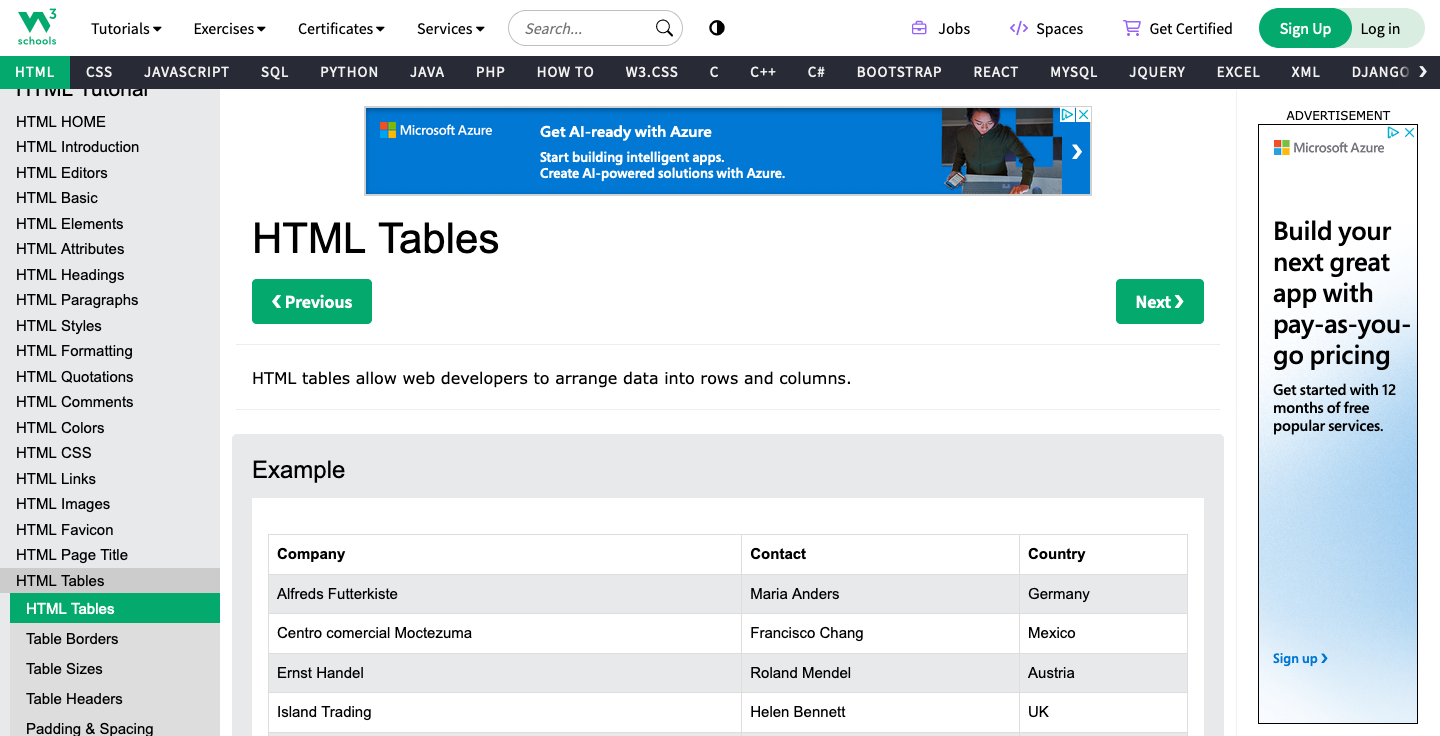 W3 schools
Tutorials Exercises Certificates Services Search... Jobs Spaces Get Certified Sign Up Log in
HTML CSS JAVASCRIPT SQL PYTHON JAVA PHP HOW TO W3.CSS C C++ C# BOOTSTRAP REACT MYSQL JQUERY EXCEL XML DJANGO
HTML Tutorial
HTML HOME
HTML Introduction
HTML Editors
HTML Basic
HTML Elements
HTML Attributes
HTML Headings
HTML Paragraphs
HTML Styles
HTML Formatting
HTML Quotations
HTML Comments
HTML Colors
HTML CSS
HTML Links
HTML Images
HTML Favicon
HTML Page Title
HTML Tables
HTML Tables
Table Borders
Table Sizes
Table Headers
Padding & Spacing
Microsoft Azure
Get AI-ready with Azure
Start building intelligent apps.
Create AI-powered solutions with Azure.
HTML Tables
❮ Previous Next ❯
HTML tables allow web developers to arrange data into rows and columns.
Example
Company Contact Country
Alfreds Futterkiste Maria Anders Germany
Centro comercial Moctezuma Francisco Chang Mexico
Ernst Handel Roland Mendel Austria
Island Trading Helen Bennett UK
ADVERTISEMENT
Microsoft Azure
Build your
next great
app with
pay-as-you-
go pricing
Get started with 12
months of free
popular services.
Sign up ❯